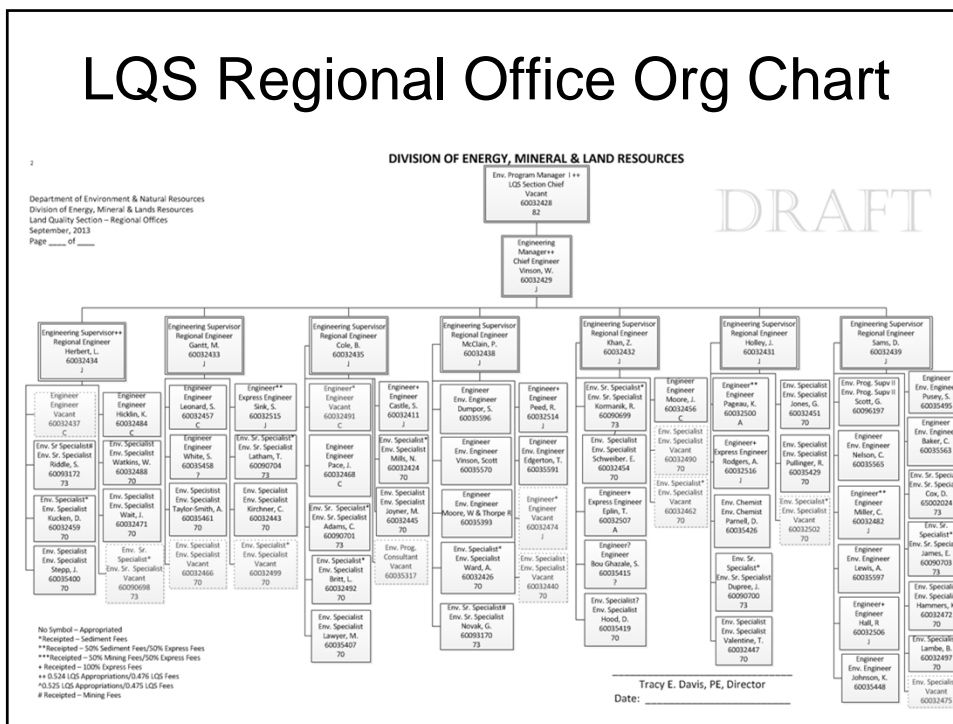 LQS Regional Office Org Chart
2
DIVISION OF ENERGY, MINERAL & LAND RESOURCES
Department of Environment & Natural Resources
Division of Energy, Mineral & Lands Resources
Land Quality Section – Regional Offices
September, 2013
Page ____ of ____
DRAFT
Env. Program Manager I ++
LQS Section Chief
Vacant
60032428
82
Engineering
Manager++
Chief Engineer
Vinson, W.
60032429
J
Engineering Supervisor++
Regional Engineer
Herbert, L.
60032434
J
Engineer
Engineer
Vacant
60032437
C
Env. Sr Specialist#
Env. Sr. Specialist
Riddle, S.
60093172
73
Env. Specialist*
Env. Specialist
Kucken, D.
60032459
70
Env. Specialist
Env. Specialist
Stepp, J.
60035400
70
Engineer
Engineer
Hicklin, K.
60032484
C
Env. Specialist
Env. Specialist
Watkins, W.
60032488
70
Env. Specialist
Env. Specialist
Wait, J.
60032471
70
Env. Sr.
Specialist*
Env. Sr. Specialist
Vacant
60090698
73
Engineering Supervisor
Regional Engineer
Gantt, M.
60032433
J
Engineer
Engineer
Leonard, S.
60032457
C
Engineer
Engineer
White, S.
60035458
?
Env. Specialist
Env. Specialist
Taylor-Smith, A.
60035461
70
Env. Specialist
Env. Specialist
Vacant
60032466
70
Engineer**
Express Engineer
Sink, S.
60032515
J
Env. Sr. Specialist*
Env. Sr. Specialist
Latham, T.
60090704
73
Env. Specialist
Env. Specialist
Kirchner, C.
60032443
70
Env. Specialist*
Env. Specialist
Vacant
60032499
70
Engineering Supervisor
Regional Engineer
Cole, B.
60032435
J
Engineer^
Engineer
Vacant
60032491
C
Engineer
Engineer
Pace, J.
60032468
C
Env. Sr. Specialist*
Env. Sr. Specialist
Adams, C.
60090701
73
Env. Specialist*
Env. Specialist
Britt, L.
60032492
70
Env. Specialist
Env. Specialist
Lawyer, M.
60035407
70
Engineer+
Engineer
Castle, S.
60032411
J
Env. Specialist*
Env. Specialist
Mills, N.
60032424
70
Env. Specialist
Env. Specialist
Joyner, M.
60032445
70
Env. Prog.
Consultant
Vacant
60035317
Engineering Supervisor
Regional Engineer
McClain, P.
60032438
J
Engineer
Env. Engineer
Dumpor, S.
60035596
Engineer
Env. Engineer
Vinson, Scott
60035570
Engineer
Env. Engineer
Moore, W & Thorpe R
60035393
Env. Specialist*
Env. Specialist
Ward, A.
60032426
70
Env. Sr. Specialist#
Env. Sr. Specialist
Novak, G.
60093170
73
Engineer+
Engineer
Peed, R.
60032514
J
Engineer
Env. Engineer
Edgerton, T.
60035591
Engineer*
Engineer
Vacant
60032474
J
Env. Specialist
Env. Specialist
Vacant
60032440
70
Engineering Supervisor
Regional Engineer
Khan, Z.
60032432
J
Env. Sr. Specialist*
Env. Sr. Specialist
Kormanik, R.
60090699
73
Env. Specialist
Env. Specialist
Schweiber. E.
60032454
70
Engineer+
Express Engineer
Eplin, T.
60032507
A
Engineer?
Engineer
Bou Ghazale, S.
60035415
?
Env. Specialist?
Env. Specialist
Hood, D.
60035419
70
Engineer
Engineer
Moore, J.
60032456
C
Env. Specialist
Env. Specialist
Vacant
60032490
70
Env. Specialist*
Env. Specialist
Vacant
60032462
70
Engineering Supervisor
Regional Engineer
Holley, J.
60032431
J
Engineer**
Engineer
Pageau, K.
60032500
A
Engineer+
Express Engineer
Rodgers, A.
60032516
J
Env. Chemist
Env. Chemist
Parnell, D.
60035426
Env. Sr.
Specialist*
Env. Sr. Specialist
Dupree, J.
60090700
73
Env. Specialist
Env. Specialist
Valentine, T.
60032447
70
Env. Specialist
Env. Specialist
Jones, G.
60032451
70
Env. Specialist
Env. Specialist
Pullinger, R.
60035429
70
Env. Specialist*
Env. Specialist
Vacant
60032502
70
Engineering Supervisor
Regional Engineer
Sams, D.
60032439
J
Env. Prog. Supv II
Env. Prog. Supv II
Scott, G.
60096197
Engineer
Env. Engineer
Nelson, C.
60035565
Engineer**
Engineer
Miller, C.
60032482
J
Engineer
Engineer
Lewis, A.
60035597
Engineer+
Engineer
Hall, R
60032506
J
Engineer
Env. Engineer
Johnson, K.
60035448
Engineer
Env. Engine
Pusey, S.
60035495
Engineer
Env. Engine
Baker, C.
60035563
Env. Sr. Speci
Env. Sr. Speci
Cox, D.
65002024
73
Env. Sr.
Specialist*
Env. Sr. Specia
James, E.
60090703
73
Env. Speciali
Env. Speciali
Hammers, K
60032472
70
Env. Speciali
Env. Speciali
Lambe, B.
60032497
70
Env. Specialis
Vacant
60032475
No Symbol – Appropriated
*Receipted – Sediment Fees
**Receipted – 50% Sediment Fees/50% Express Fees
***Receipted – 50% Mining Fees/50% Express Fees
+ Receipted – 100% Express Fees
++ 0.524 LQS Appropriations/0.476 LQS Fees
^0.525 LQS Appropriations/0.475 LQS Fees
# Receipted – Mining Fees
Tracy E. Davis, PE, Director
Date: ____________________